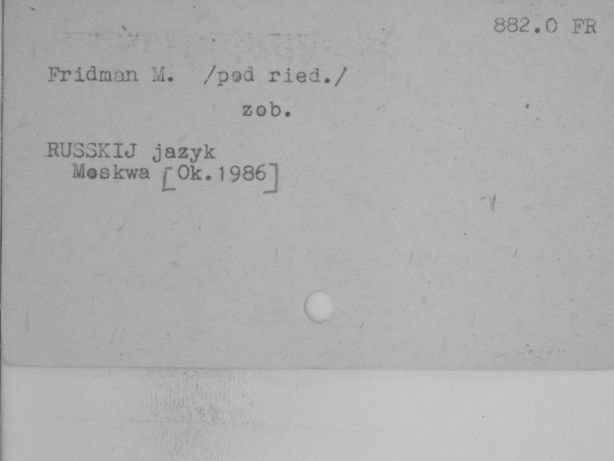 882.0 FR
Fridman M. /pod ried./
zob.
RUSSKIJ jazyk
Moskwa [Ok.1986]